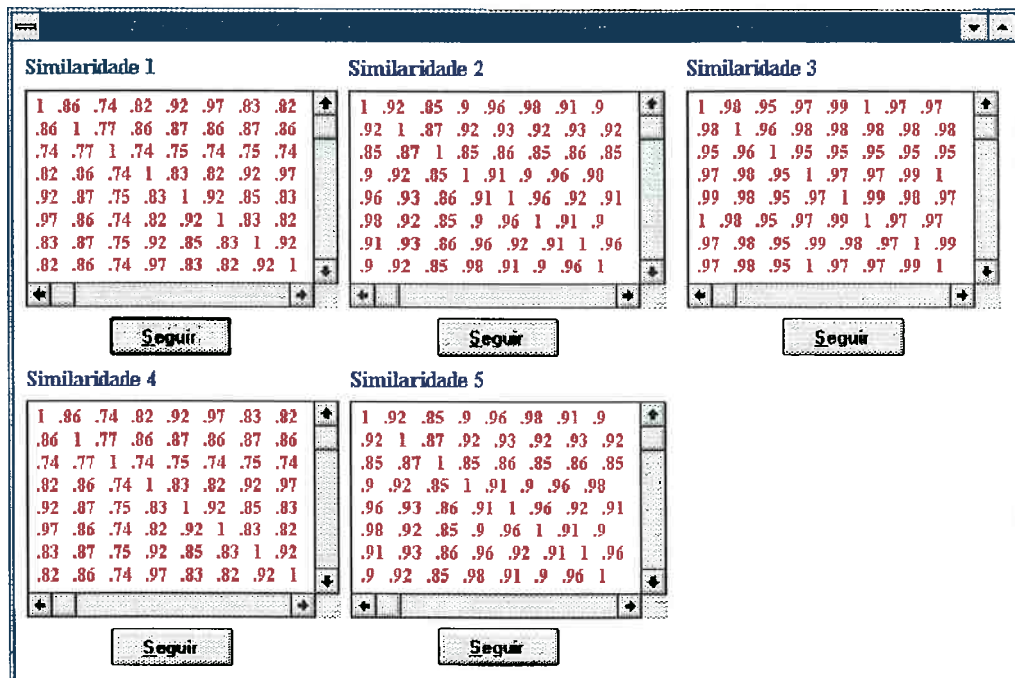 Similaridade 1
1 .86 .74 .82 .92 .97 .83 .82
.86 1 .77 .86 .87 .86 .87 .86
.74 .77 1 .74 .75 .74 .75 .74
.82 .86 .74 1 .83 .82 .92 .97
.92 .87 .75 .83 1 .92 .85 .83
.97 .86 .74 .82 .92 1 .83 .82
.83 .87 .75 .92 .85 .83 1 .92
.82 .86 .74 .97 .83 .82 .92 1
Seguir
Similaridade 2
1 .92 .85 .9 .96 .98 .91 .9
.92 1 .87 .92 .93 .92 .93 .92
.85 .87 1 .85 .86 .85 .86 .85
.9 .92 .85 1 .91 .9 .96 .98
.96 .93 .86 .91 1 .96 .92 .91
.98 .92 .85 .9 .96 1 .91 .9
.91 .93 .86 .96 .92 .91 1 .96
.9 .92 .85 .98 .91 .9 .96 1
Seguir
Similaridade 3
1 .98 .95 .97 .99 1 .97 .97
.98 1 .96 .98 .98 .98 .98 .98
.95 .96 1 .95 .95 .95 .95 .95
.97 .98 .95 1 .97 .97 .99 1
.99 .98 .95 .97 1 .99 .98 .97
1 .98 .95 .97 .99 1 .97 .97
.97 .98 .95 .99 .98 .97 1 .99
.97 .98 .95 1 .97 .97 .99 1
Seguir
Similaridade 4
1 .86 .74 .82 .92 .97 .83 .82
.86 1 .77 .86 .87 .86 .87 .86
.74 .77 1 .74 .75 .74 .75 .74
.82 .86 .74 1 .83 .82 .92 .97
.92 .87 .75 .83 1 .92 .85 .83
.97 .86 .74 .82 .92 1 .83 .82
.83 .87 .75 .92 .85 .83 1 .92
.82 .86 .74 .97 .83 .82 .92 1
Seguir
Similaridade 5
1 .92 .85 .9 .96 .98 .91 .9
.92 1 .87 .92 .93 .92 .93 .92
.85 .87 1 .85 .86 .85 .86 .85
.9 .92 .85 1 .91 .9 .96 .98
.96 .93 .86 .91 1 .96 .92 .91
.98 .92 .85 .9 .96 1 .91 .9
.91 .93 .86 .96 .92 .91 1 .96
.9 .92 .85 .98 .91 .9 .96 1
Seguir